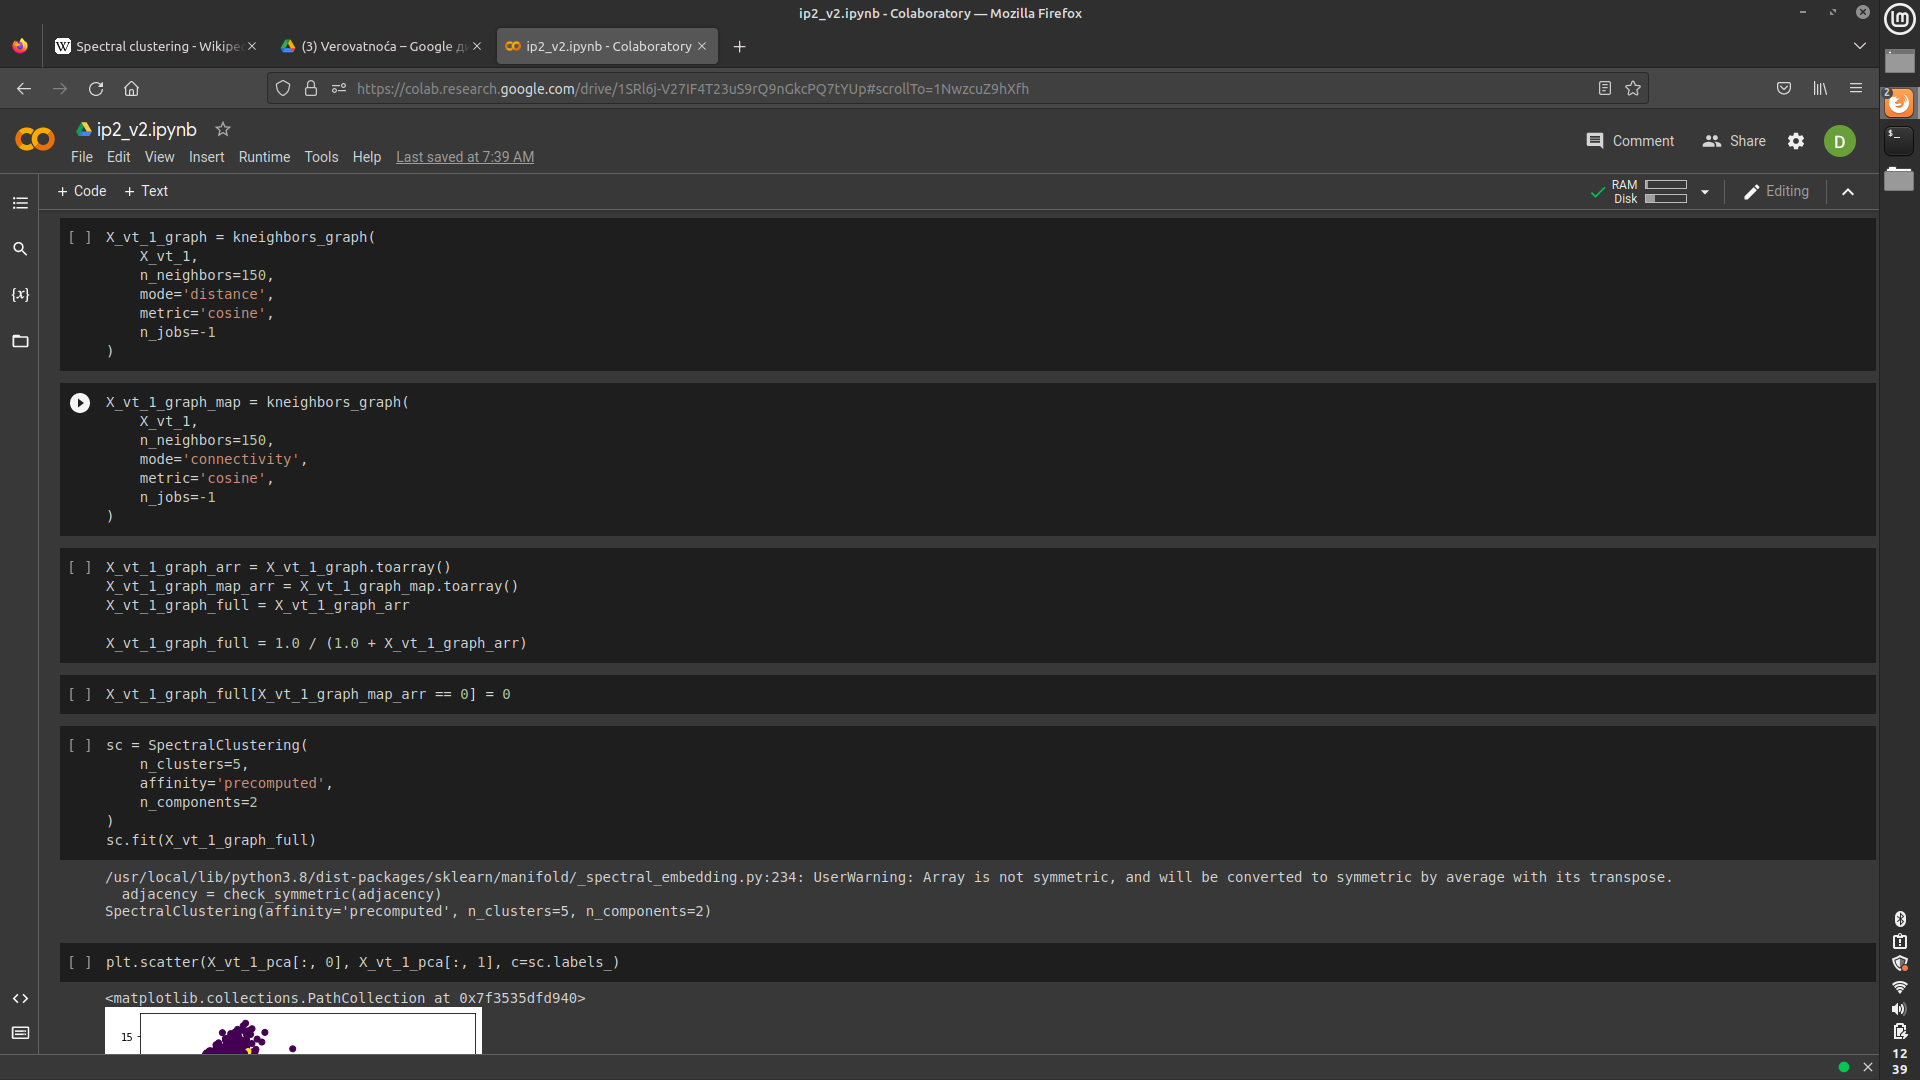 ip2_v2.ipynb - Colaboratory — Mozilla Firefox
Spectral clustering - Wikipe
(3) Verovatnoća – Google д
ip2_v2.ipynb - Colaboratory
https://colab.research.google.com/drive/1SRl6j-V27IF4T23uS9rQ9nGkcPQ7tYUp#scrollTo=1NwzcuZ9hXfh
ip2_v2.ipynb
File Edit View Insert Runtime Tools Help Last saved at 7:39 AM
Comment Share D
+ Code + Text
RAM
Disk
Editing
[ ] X_vt_1_graph = kneighbors_graph(
X_vt_1,
n_neighbors=150,
mode='distance',
metric='cosine',
n_jobs=-1
)
X_vt_1_graph_map = kneighbors_graph(
X_vt_1,
n_neighbors=150,
mode='connectivity',
metric='cosine',
n_jobs=-1
)
[ ] X_vt_1_graph_arr = X_vt_1_graph.toarray()
X_vt_1_graph_map_arr = X_vt_1_graph_map.toarray()
X_vt_1_graph_full = X_vt_1_graph_arr
X_vt_1_graph_full = 1.0 / (1.0 + X_vt_1_graph_arr)
[ ] X_vt_1_graph_full[X_vt_1_graph_map_arr == 0] = 0
[ ] sc = SpectralClustering(
n_clusters=5,
affinity='precomputed',
n_components=2
)
sc.fit(X_vt_1_graph_full)
/usr/local/lib/python3.8/dist-packages/sklearn/manifold/_spectral_embedding.py:234: UserWarning: Array is not symmetric, and will be converted to symmetric by average with its transpose.
adjacency = check_symmetric(adjacency)
SpectralClustering(affinity='precomputed', n_clusters=5, n_components=2)
[ ] plt.scatter(X_vt_1_pca[:, 0], X_vt_1_pca[:, 1], c=sc.labels_)
<matplotlib.collections.PathCollection at 0x7f3535dfd940>
15
{x}
2
12
39